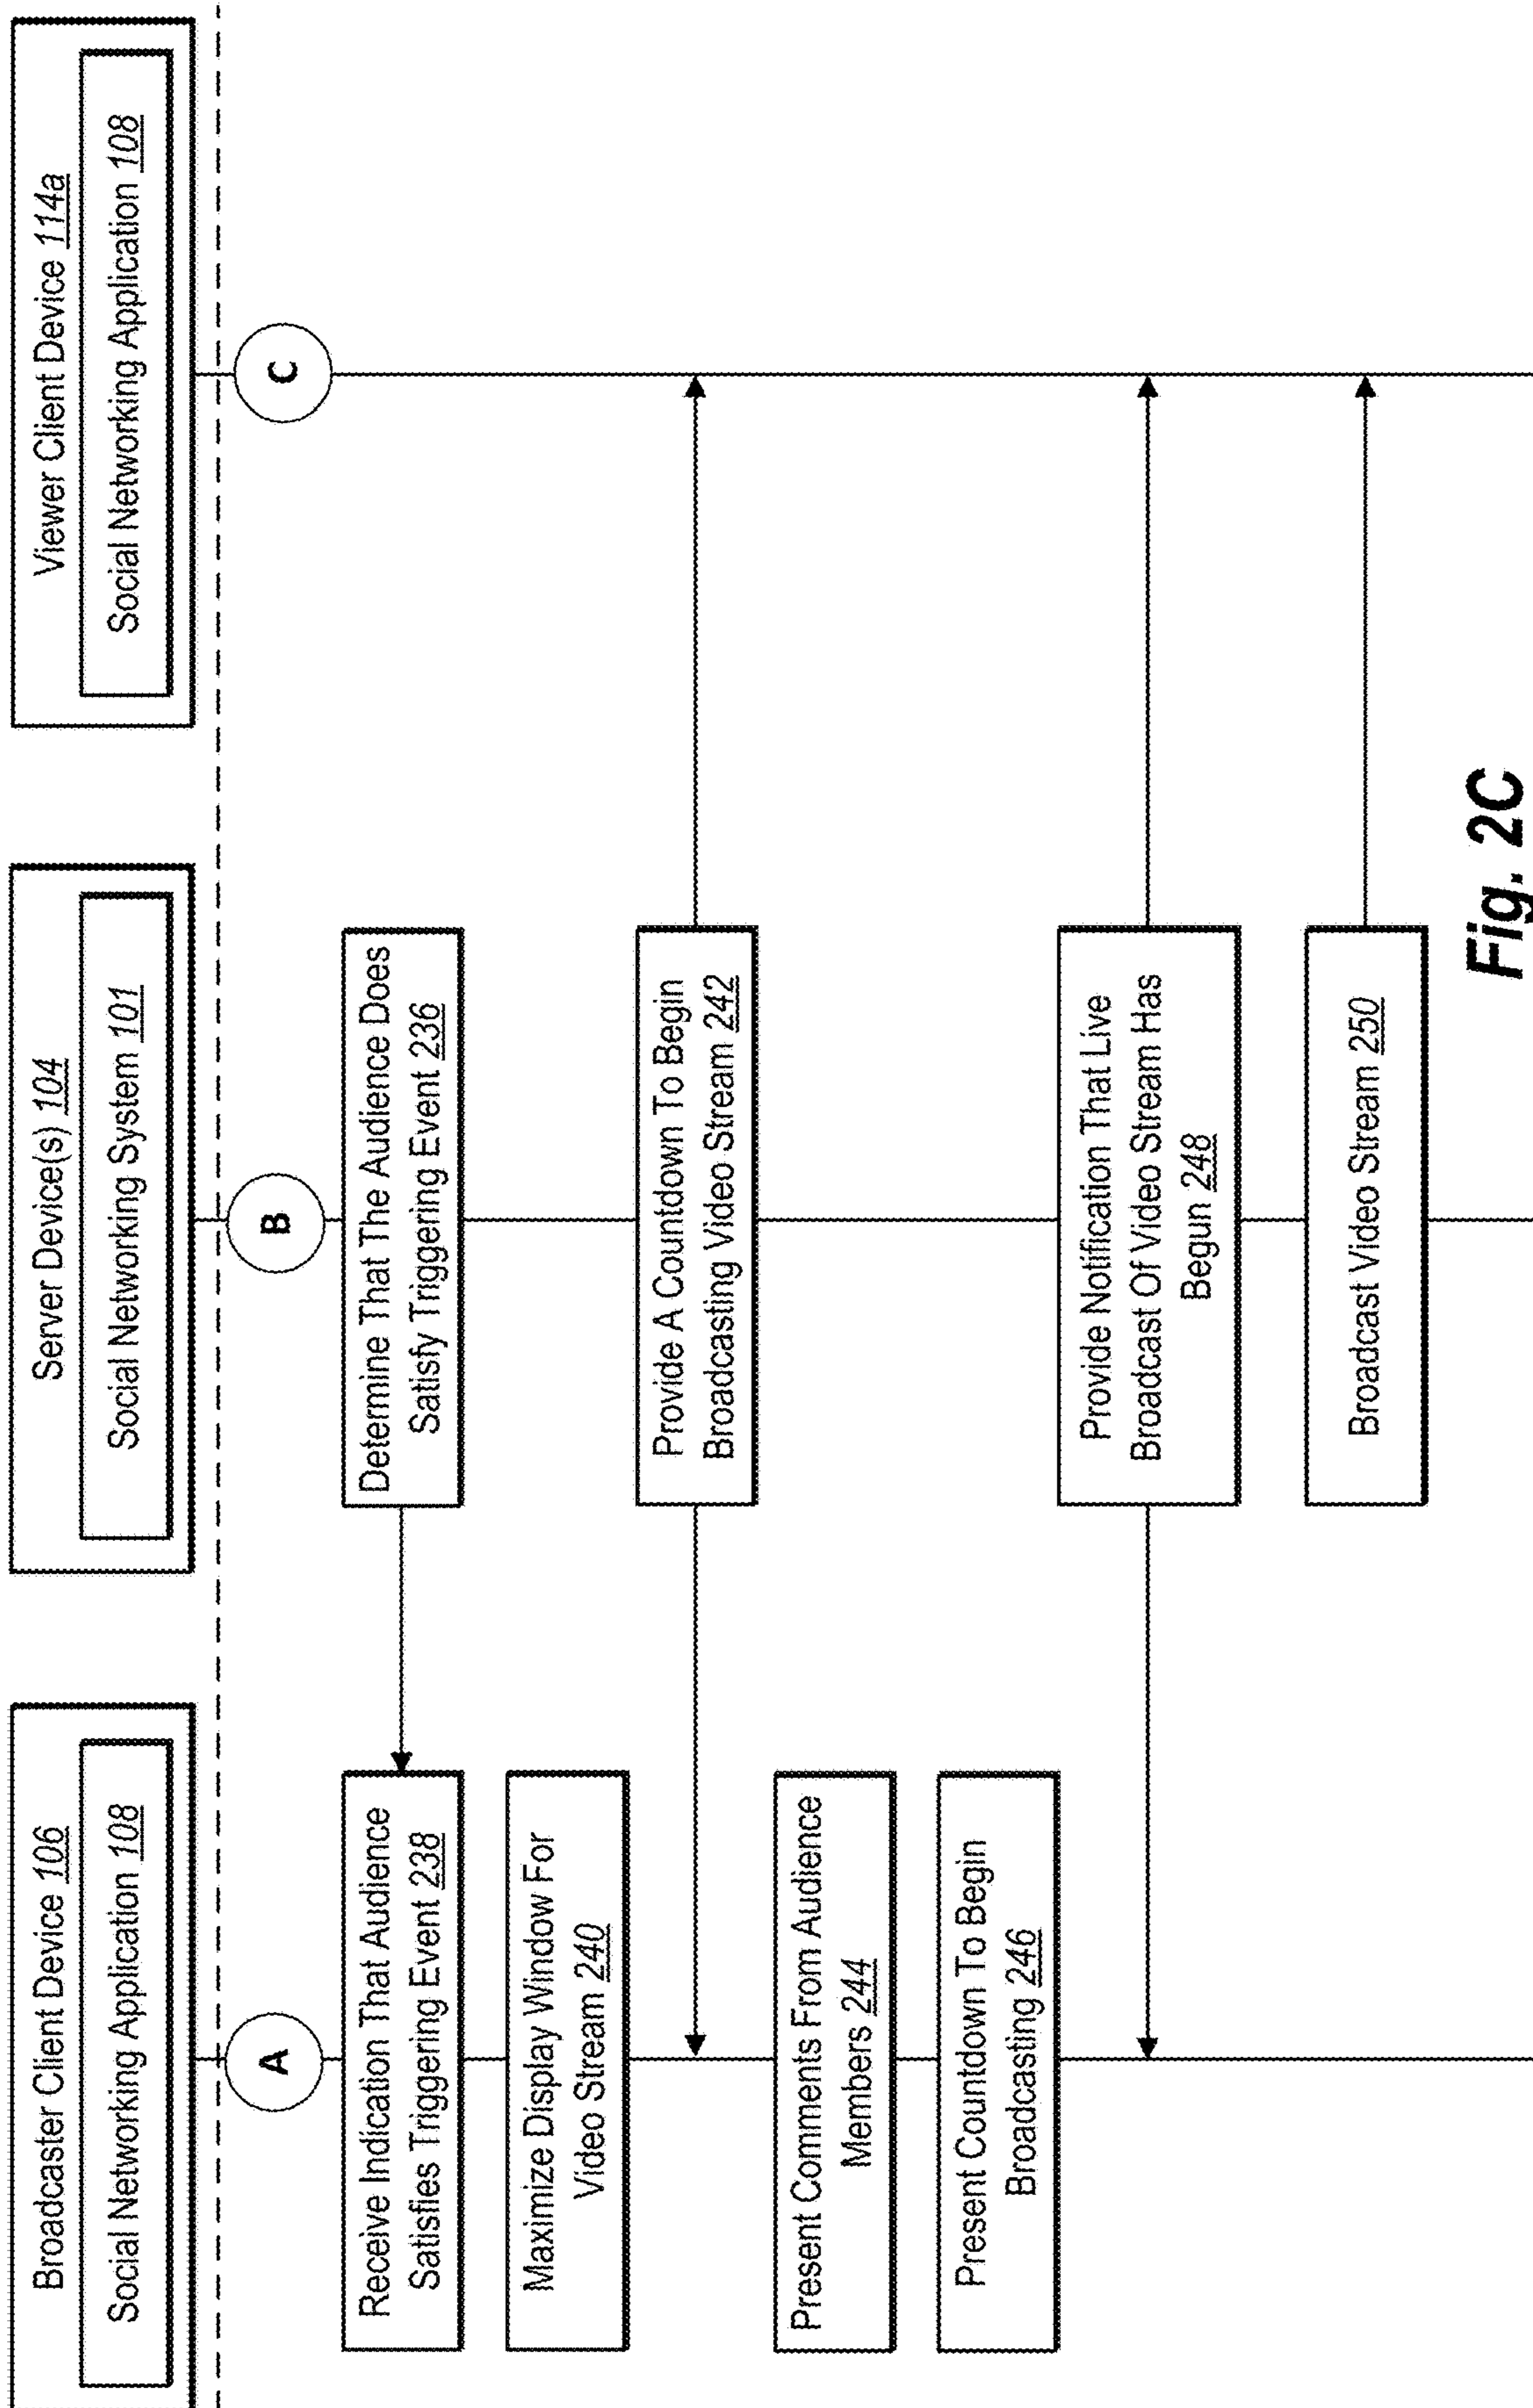 Broadcaster Client Device 106
Social Networking Application 108
Server Device(s) 104
Social Networking System 101
Viewer Client Device 114a
Social Networking Application 108
A
B
C
Receive Indication That Audience
Satisfies Triggering Event 238
Determine That The Audience Does
Satisfy Triggering Event 236
Maximize Display Window For
Video Stream 240
Provide A Countdown To Begin
Broadcasting Video Stream 242
Present Comments From Audience
Members 244
Present Countdown To Begin
Broadcasting 246
Provide Notification That Live
Broadcast Of Video Stream Has
Begun 248
Broadcast Video Stream 250
Fig. 2C